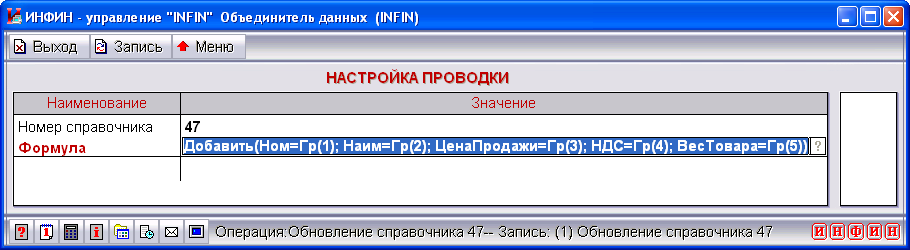 ИНФИН - управление "INFIN" Объединитель данных (INFIN)
Выход Запись Меню
НАСТРОЙКА ПРОВОДКИ
Наименование Значение
Номер справочника 47
Формула Добавить(Ном=Гр(1); Наим=Гр(2); ЦенаПродажи=Гр(3); НДС=Гр(4); ВесТовара=Гр(5)) ?
Операция:Обновление справочника 47-- Запись: (1) Обновление справочника 47 ИНФИН